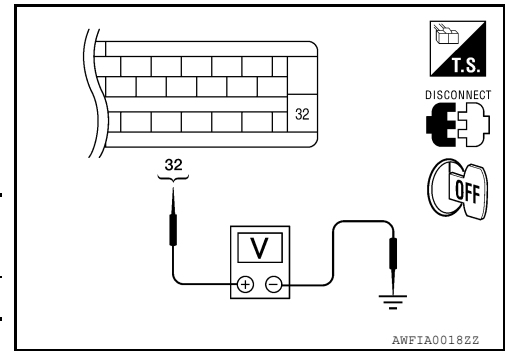 T.S.
DISCONNECT
32
OFF
32
V
+ −
AWFIA0018ZZ